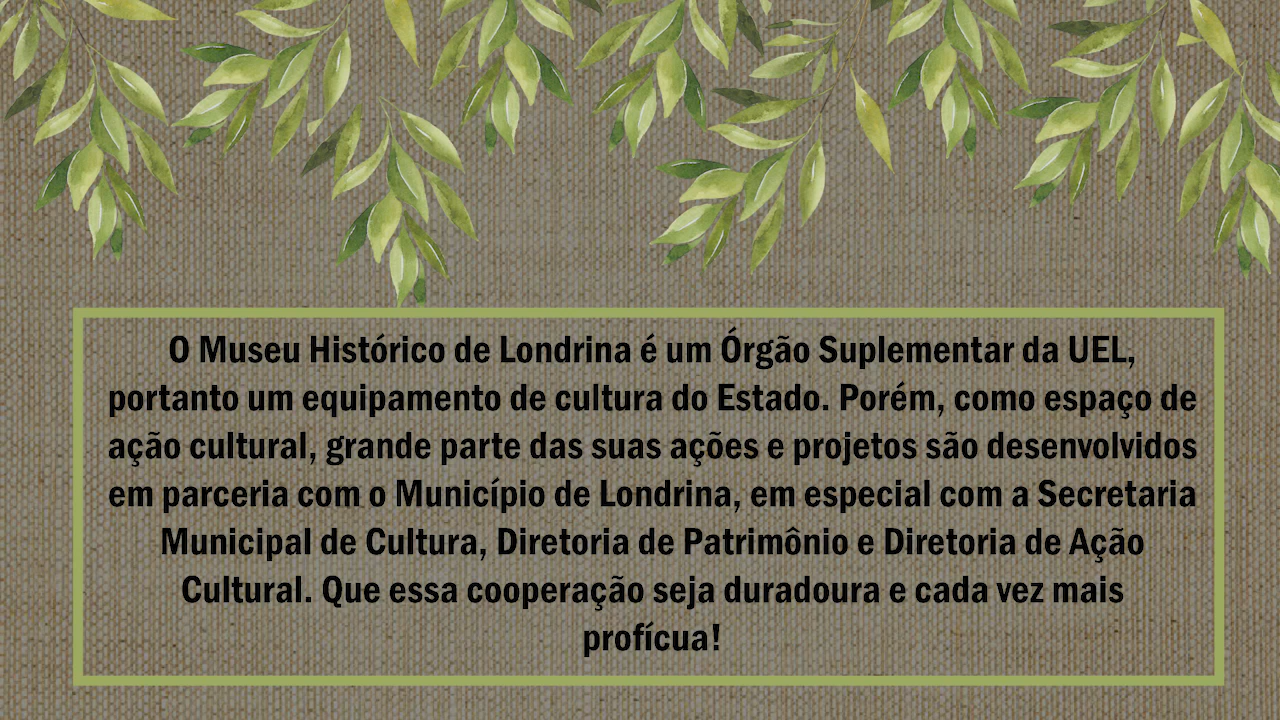 O Museu Histórico de Londrina é um Órgão Suplementar da UEL,
portanto um equipamento de cultura do Estado. Porém, como espaço de
ação cultural, grande parte das suas ações e projetos são desenvolvidos
em parceria com o Município de Londrina, em especial com a Secretaria
Municipal de Cultura, Diretoria de Patrimônio e Diretoria de Ação
Cultural. Que essa cooperação seja duradoura e cada vez mais
profícua!